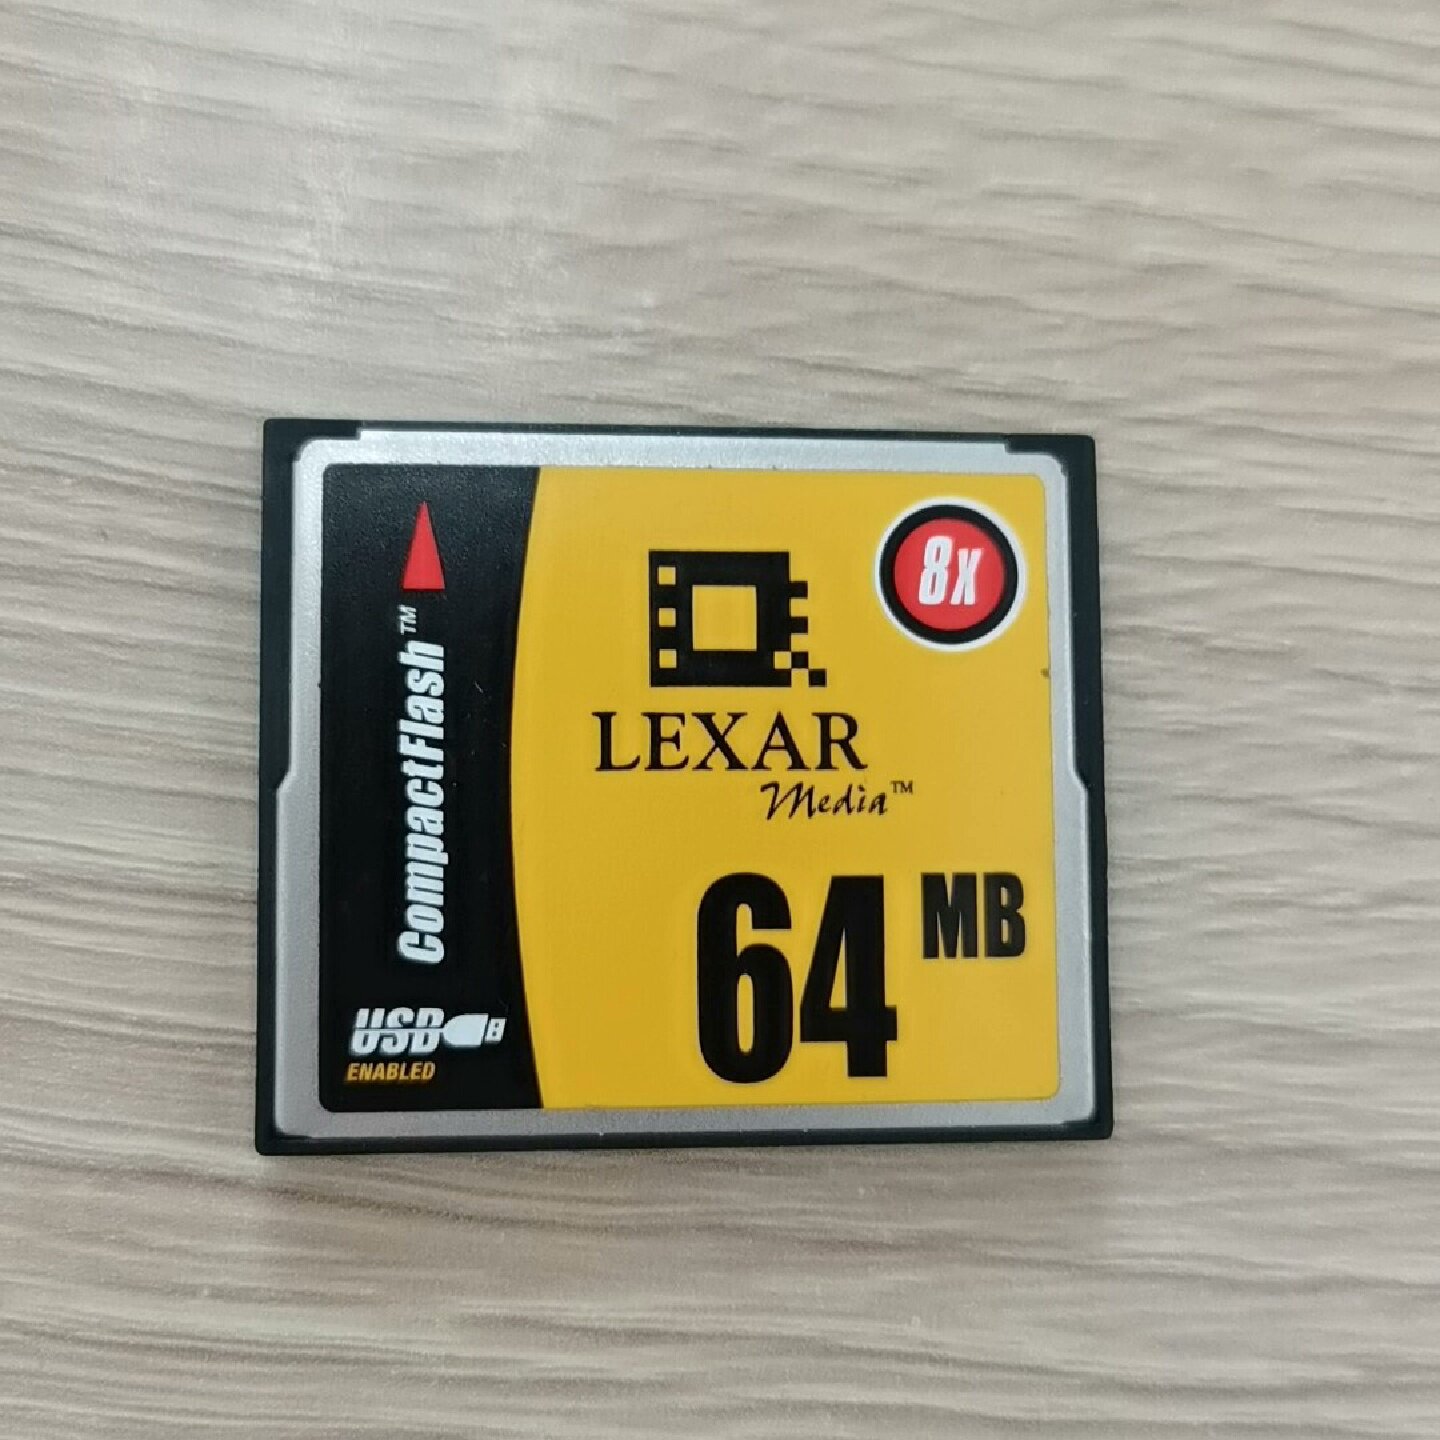 CompactFlash™
USB
ENABLED
8x
LEXAR
Media™
64 MB